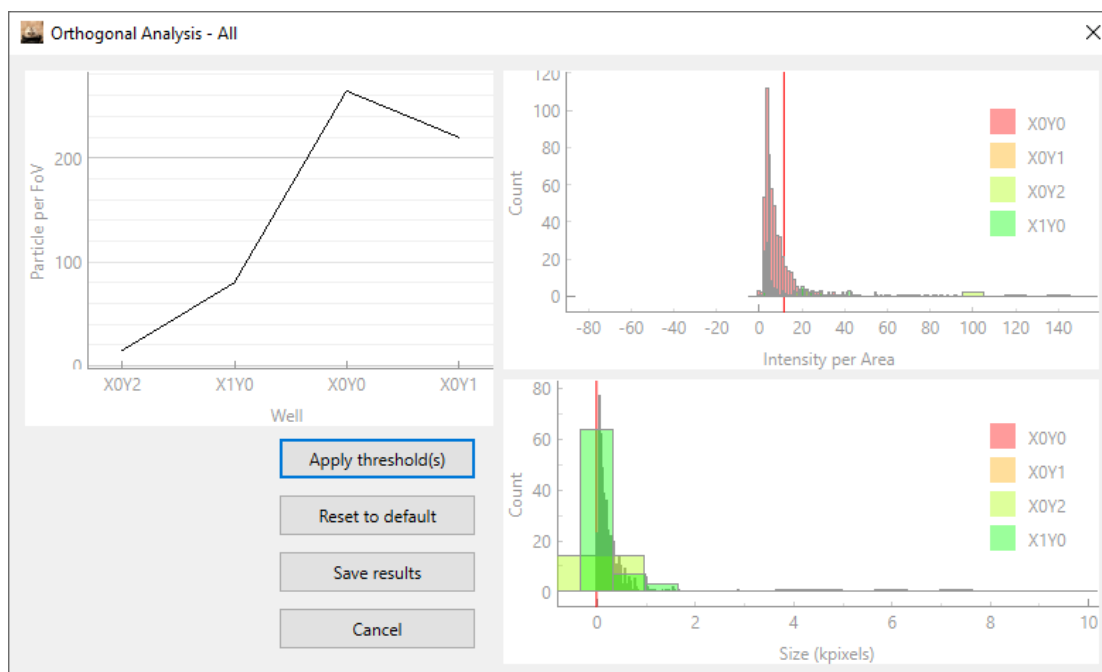 Orthogonal Analysis - All
Particle per FoV
200
100
0
X0Y2 X1Y0 X0Y0 X0Y1
Well
Count
120
100
80
60
40
20
0
-80 -60 -40 -20 0 20 40 60 80 100 120 140
Intensity per Area
X0Y0
X0Y1
X0Y2
X1Y0
Apply threshold(s)
Reset to default
Save results
Cancel
Count
80
60
40
20
0
0 2 4 6 8 10
Size (kpixels)
X0Y0
X0Y1
X0Y2
X1Y0